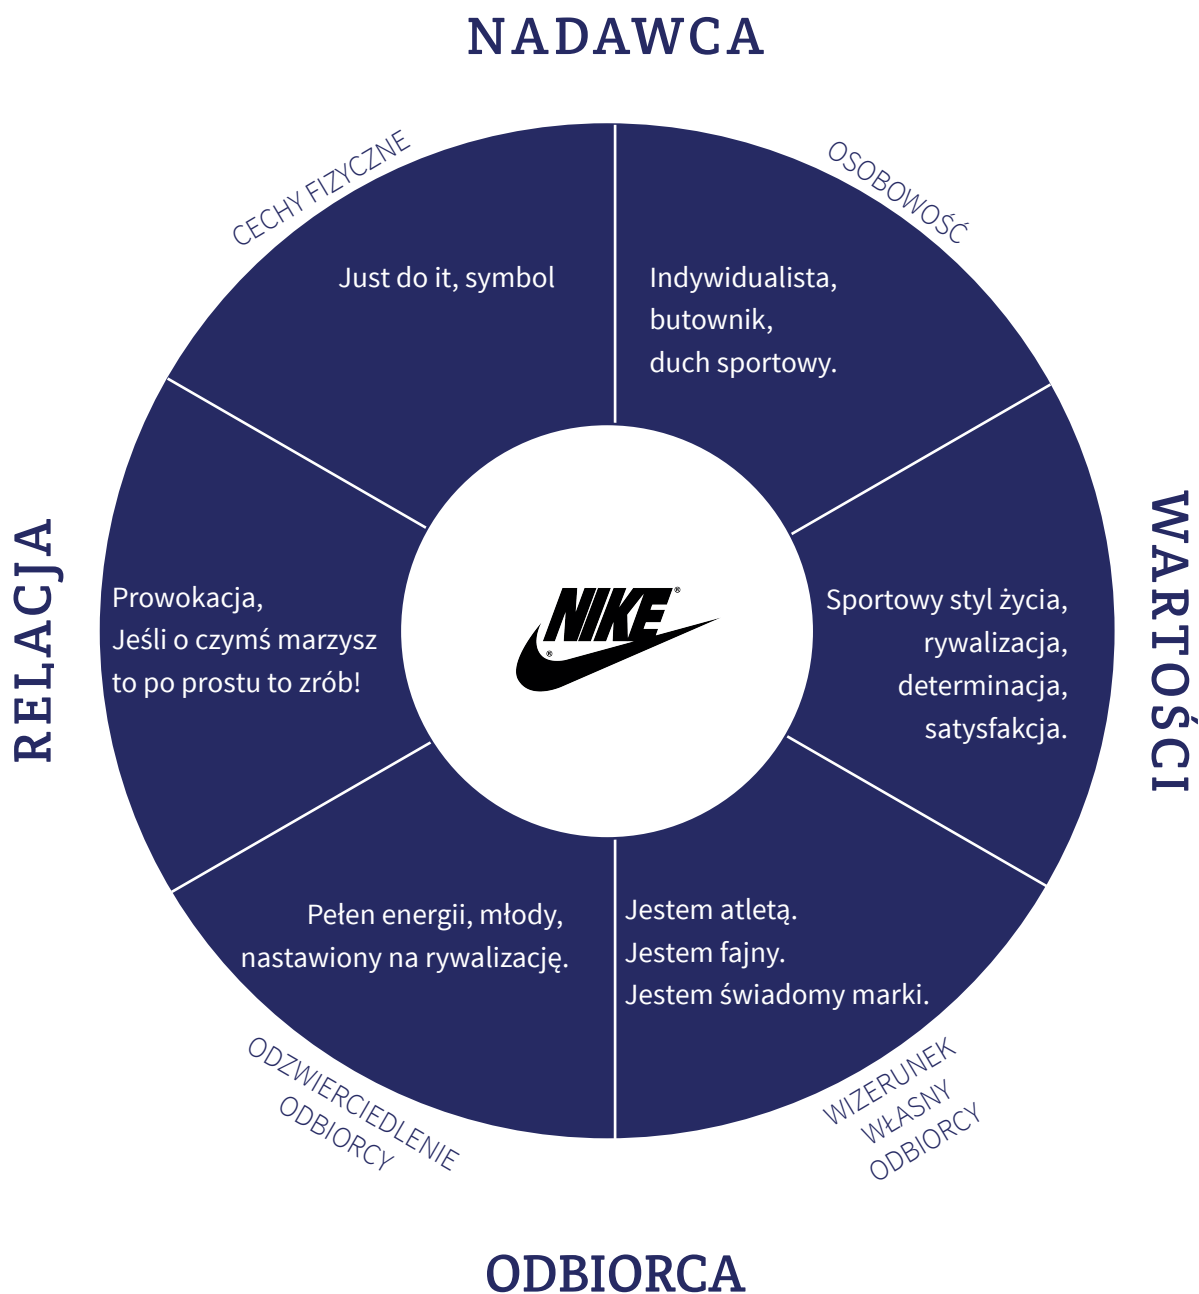 NADAWCA
CECHY FIZYCZNE
OSOBOWOŚĆ
Just do it, symbol
Indywidualista,
butownik,
duch sportowy.
RELACJA
Prowokacja,
Jeśli o czymś marzysz
to po prostu to zrób!
NIKE®
®
Sportowy styl życia,
rywalizacja,
determinacja,
satysfakcja.
WARTOŚCI
Pełen energii, młody,
nastawiony na rywalizację.
Jestem atletą.
Jestem fajny.
Jestem świadomy marki.
ODZWIERCIEDLENIE
ODBIORCY
WIZERUNEK
WŁASNY
ODBIORCY
ODBIORCA